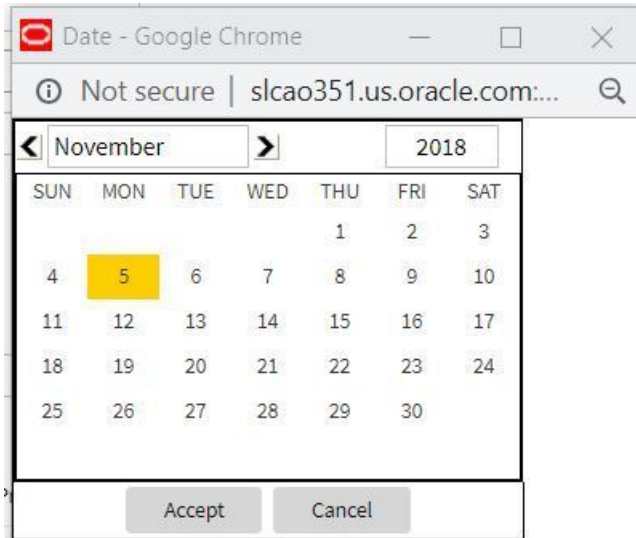 Date - Google Chrome
Not secure | slcao351.us.oracle.com:...
November 2018
SUN MON TUE WED THU FRI SAT
1 2 3
4 5 6 7 8 9 10
11 12 13 14 15 16 17
18 19 20 21 22 23 24
25 26 27 28 29 30
Accept Cancel